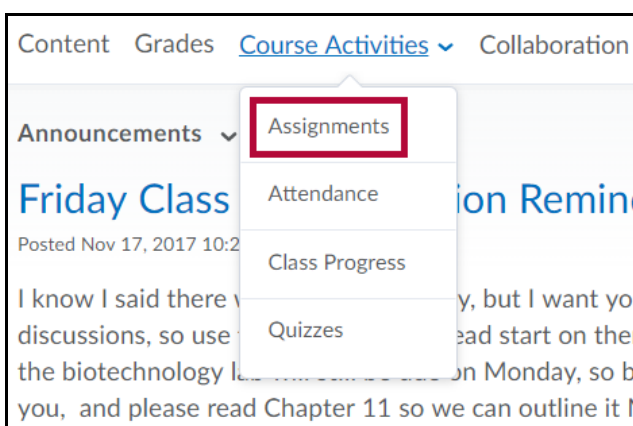 Content Grades Course Activities Collaboration
Announcements
Assignments
Attendance
Class Progress
Quizzes
Friday Class ion Remin
Posted Nov 17, 2017 10:2
I know I said there y, but I want yo
discussions, so use ead start on the
the biotechnology on Monday, so b
you, and please read Chapter 11 so we can outline it